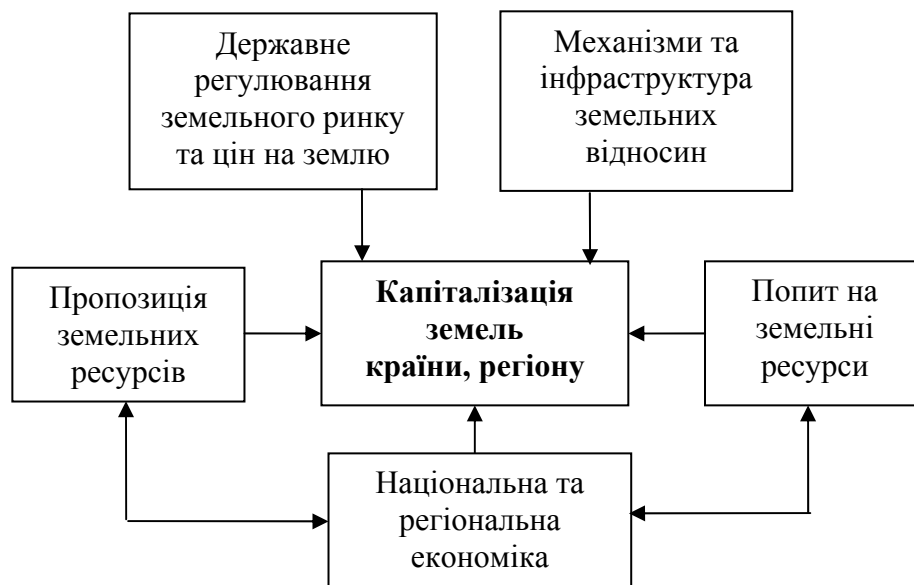 Державне
регулювання
земельного ринку
та цін на землю
Механізми та
інфраструктура
земельних
відносин
Пропозиція
земельних
ресурсів
Капіталізація
земель
країни, регіону
Попит на
земельні
ресурси
Національна та
регіональна
економіка